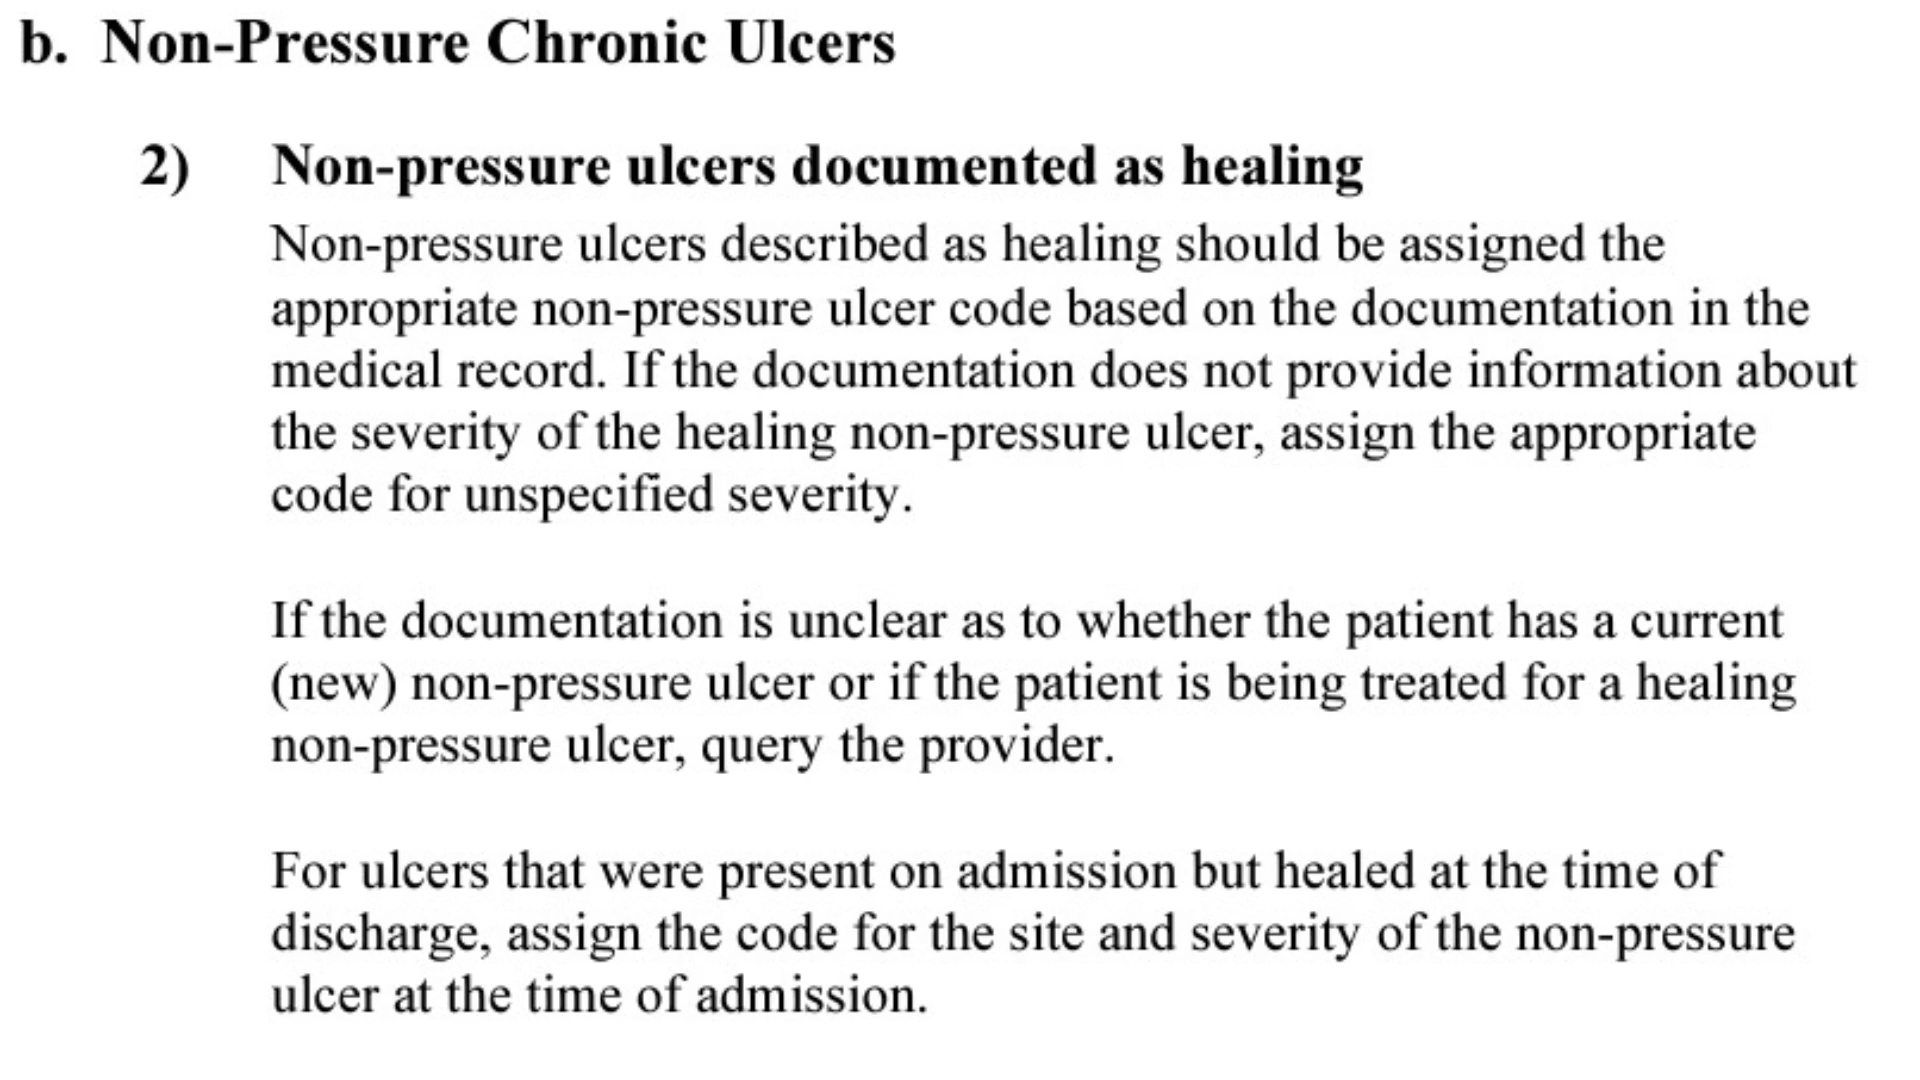 b. Non-Pressure Chronic Ulcers
2) Non-pressure ulcers documented as healing
Non-pressure ulcers described as healing should be assigned the
appropriate non-pressure ulcer code based on the documentation in the
medical record. If the documentation does not provide information about
the severity of the healing non-pressure ulcer, assign the appropriate
code for unspecified severity.
If the documentation is unclear as to whether the patient has a current
(new) non-pressure ulcer or if the patient is being treated for a healing
non-pressure ulcer, query the provider.
For ulcers that were present on admission but healed at the time of
discharge, assign the code for the site and severity of the non-pressure
ulcer at the time of admission.